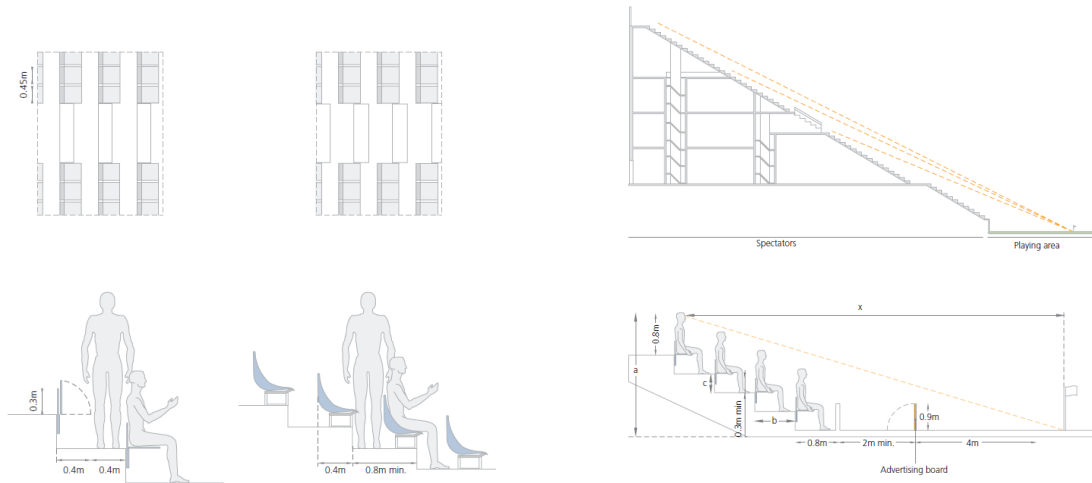 0.45m
Spectators
Playing area
0.3m
0.4m
0.4m
0.4m
0.8m min.
x
0.8m
a
c
0.3m min
b
0.9m
0.8m
2m min.
4m
Advertising board